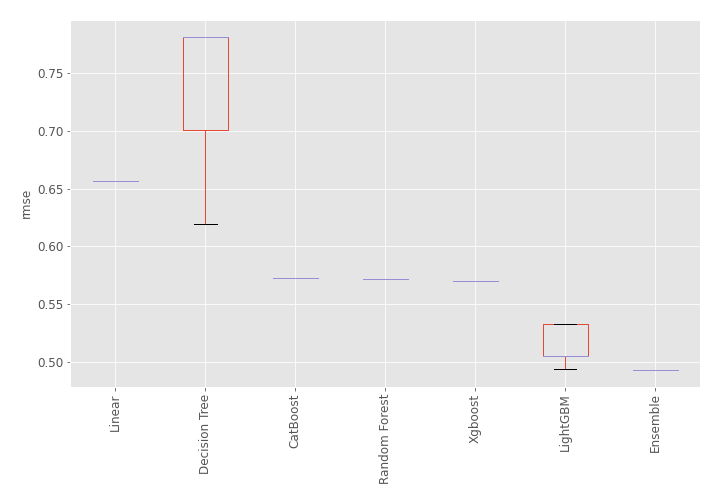 0.75
0.70
0.65
0.60
0.55
0.50
rmse
Linear
Decision Tree
CatBoost
Random Forest
Xgboost
LightGBM
Ensemble